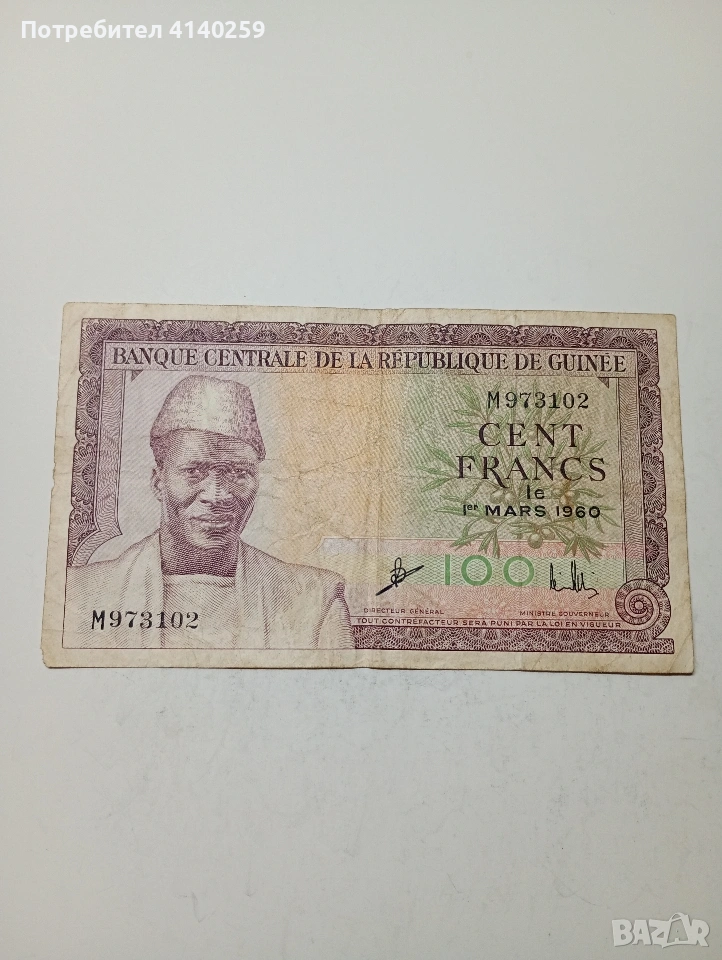 Потребител 4140259
BANQUE CENTRALE DE LA RÉPUBLIQUE DE GUINÉE
M973102
CENT
FRANCS
le
1er MARS 1960
100
M973102
DIRECTEUR GÉNÉRAL
MINISTRE GOUVERNEUR
TOUT CONTREFACTEUR SERA PUNI PAR LA LOI EN VIGUEUR
BAZAR